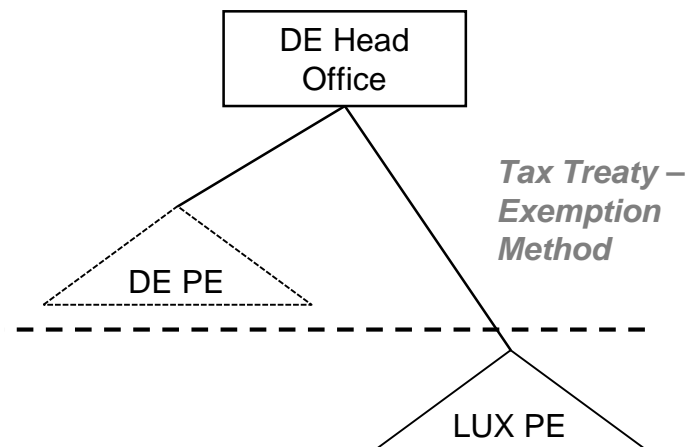 DE Head
Office
Tax Treaty –
Exemption
Method
DE PE
LUX PE